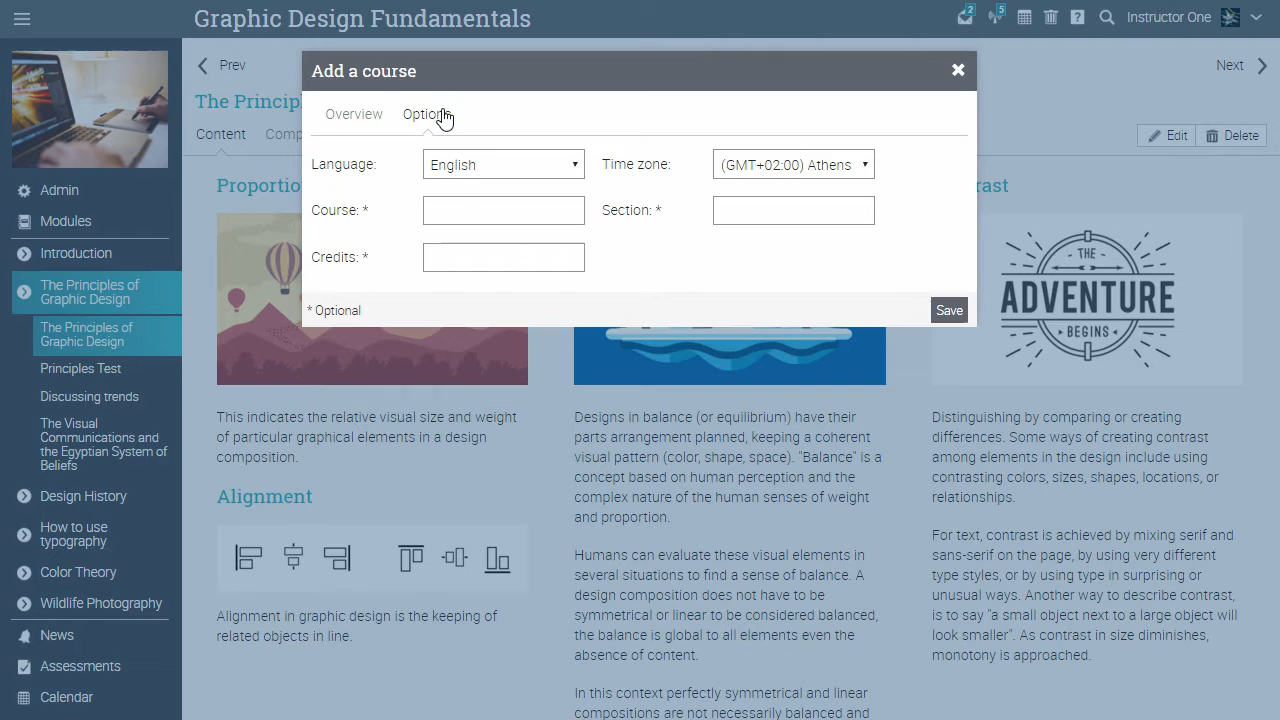 Graphic Design Fundamentals
2
5
?
Instructor One
Prev
Next
The Princip
Content
Comp
Edit
Delete
Add a course
Overview
Options
Language:
English
Time zone:
(GMT+02:00) Athens
Course: *
Section: *
Credits: *
* Optional
Save
Admin
Modules
Introduction
The Principles of
Graphic Design
The Principles of
Graphic Design
Principles Test
Discussing trends
The Visual
Communications and
the Egyptian System of
Beliefs
Design History
How to use
typography
Color Theory
Wildlife Photography
News
Assessments
Calendar
Proportio
This indicates the relative visual size and weight
of particular graphical elements in a design
composition.
Alignment
Alignment in graphic design is the keeping of
related objects in line.
Designs in balance (or equilibrium) have their
parts arrangement planned, keeping a coherent
visual pattern (color, shape, space). "Balance" is a
concept based on human perception and the
complex nature of the human senses of weight
and proportion.
Humans can evaluate these visual elements in
several situations to find a sense of balance. A
design composition does not have to be
symmetrical or linear to be considered balanced,
the balance is global to all elements even the
absence of content.
In this context perfectly symmetrical and linear
compositions are not necessarily balanced and
rast
THE
ADVENTURE
BEGINS
Distinguishing by comparing or creating
differences. Some ways of creating contrast
among elements in the design include using
contrasting colors, sizes, shapes, locations, or
relationships.
For text, contrast is achieved by mixing serif and
sans-serif on the page, by using very different
type styles, or by using type in surprising or
unusual ways. Another way to describe contrast,
is to say "a small object next to a large object will
look smaller". As contrast in size diminishes,
monotony is approached.